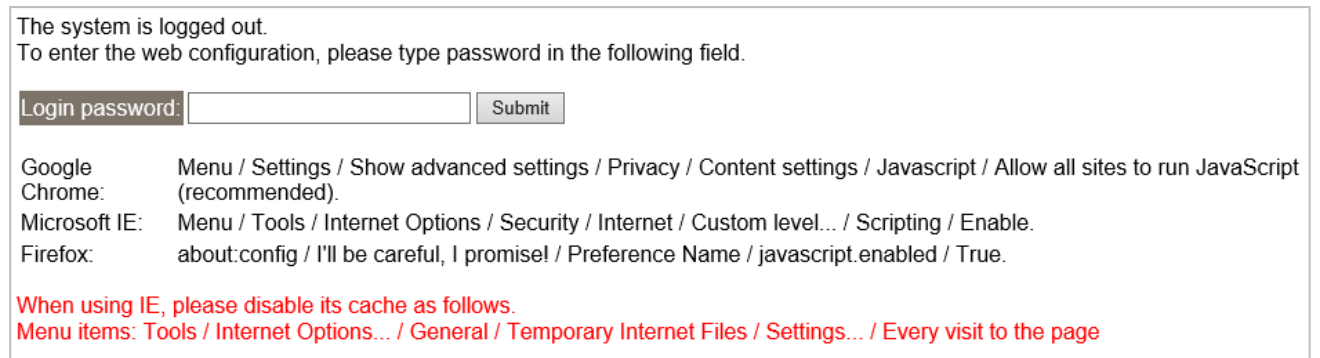 The system is logged out.
To enter the web configuration, please type password in the following field.
Login password: Submit
Google Chrome: Menu / Settings / Show advanced settings / Privacy / Content settings / Javascript / Allow all sites to run JavaScript (recommended).
Microsoft IE: Menu / Tools / Internet Options / Security / Internet / Custom level... / Scripting / Enable.
Firefox: about:config / I'll be careful, I promise! / Preference Name / javascript.enabled / True.
When using IE, please disable its cache as follows.
Menu items: Tools / Internet Options... / General / Temporary Internet Files / Settings... / Every visit to the page